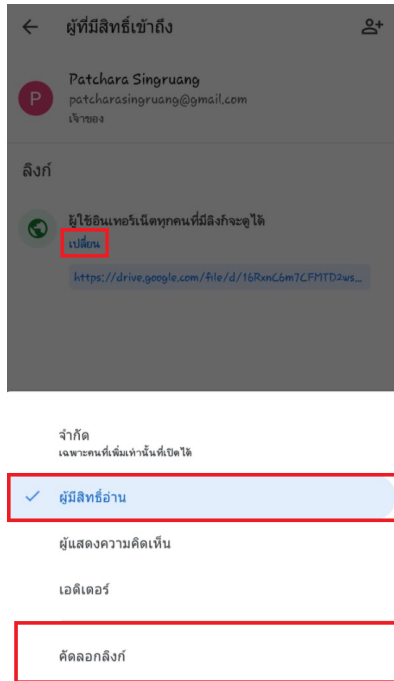 ผู้ที่มีสิทธิ์เข้าถึง
P
Patchara Singruang
patcharasingruang@gmail.com
เจ้าของ
ลิงก์
ผู้ใช้อินเทอร์เน็ตทุกคนที่มีลิงก์จะดูได้
เปลี่ยน
https://drive.google.com/file/d/16RxnC6m7CFMTD2ws...
จำกัด
เฉพาะคนที่เพิ่มเท่านั้นที่เปิดได้
ผู้มีสิทธิ์อ่าน
ผู้แสดงความคิดเห็น
เอดิเตอร์
คัดลอกลิงก์